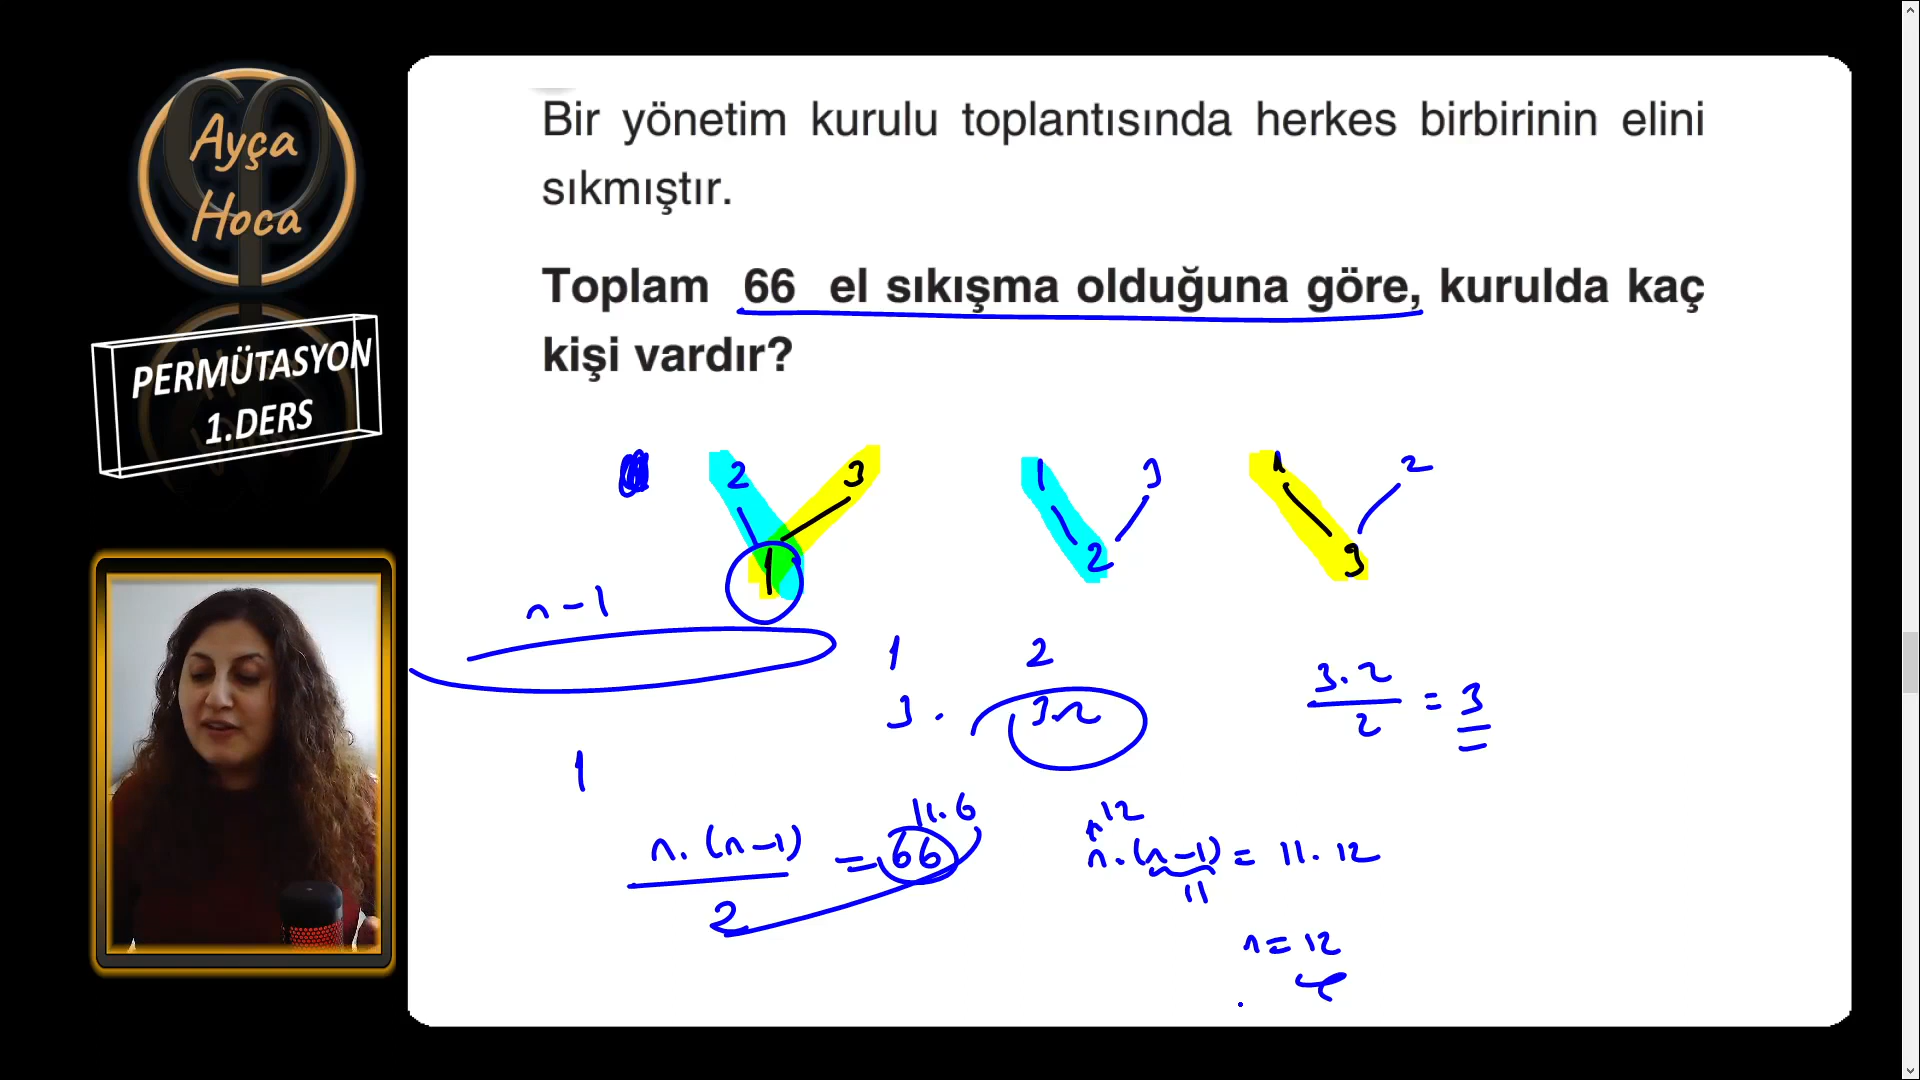 Ayça
Hoca
PERMÜTASYON
1.DERS
Bir yönetim kurulu toplantısında herkes birbirinin elini
sıkmıştır.
Toplam 66 el sıkışma olduğuna göre, kurulda kaç
kişi vardır?
2 3 1 3 1 2
1 2 3
n-1
1 2
3 . 3.2
3.2/2 = 3
1
11.6
n.(n-1)/2 = 66
12
n.(n-1) = 11.12
11
n = 12